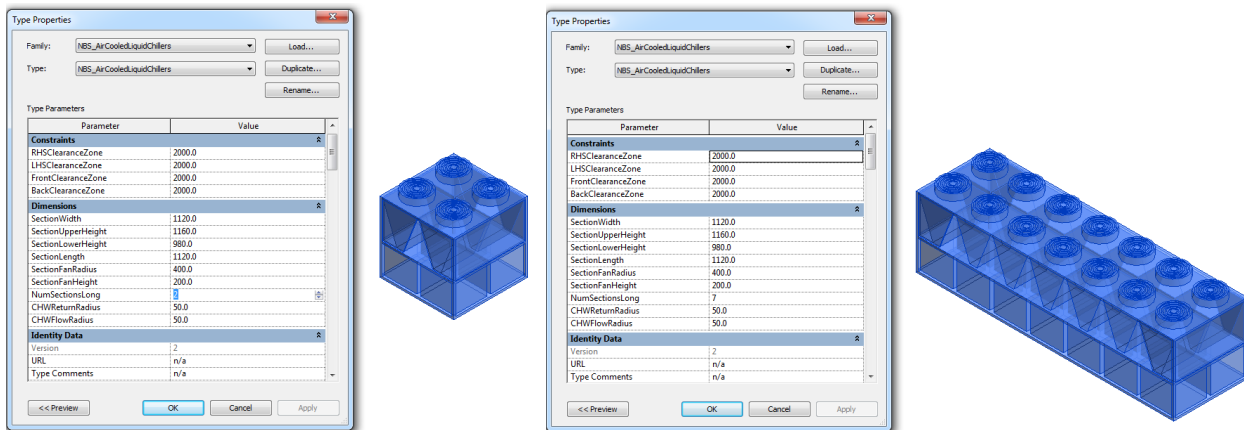 Type Properties
Family: NBS_AirCooledLiquidChillers Load...
Type: NBS_AirCooledLiquidChillers Duplicate...
Rename...
Type Parameters
Parameter Value
Constraints
RHSClearanceZone 2000.0
LHSClearanceZone 2000.0
FrontClearanceZone 2000.0
BackClearanceZone 2000.0
Dimensions
SectionWidth 1120.0
SectionUpperHeight 1160.0
SectionLowerHeight 980.0
SectionLength 1120.0
SectionFanRadius 400.0
SectionFanHeight 200.0
NumSectionsLong 2
CHWReturnRadius 50.0
CHWFlowRadius 50.0
Identity Data
Version 2
URL n/a
Type Comments n/a
<< Preview OK Cancel Apply
Type Properties
Family: NBS_AirCooledLiquidChillers Load...
Type: NBS_AirCooledLiquidChillers Duplicate...
Rename...
Type Parameters
Parameter Value
Constraints
RHSClearanceZone 2000.0
LHSClearanceZone 2000.0
FrontClearanceZone 2000.0
BackClearanceZone 2000.0
Dimensions
SectionWidth 1120.0
SectionUpperHeight 1160.0
SectionLowerHeight 980.0
SectionLength 1120.0
SectionFanRadius 400.0
SectionFanHeight 200.0
NumSectionsLong 7
CHWReturnRadius 50.0
CHWFlowRadius 50.0
Identity Data
Version 2
URL n/a
Type Comments n/a
<< Preview OK Cancel Apply